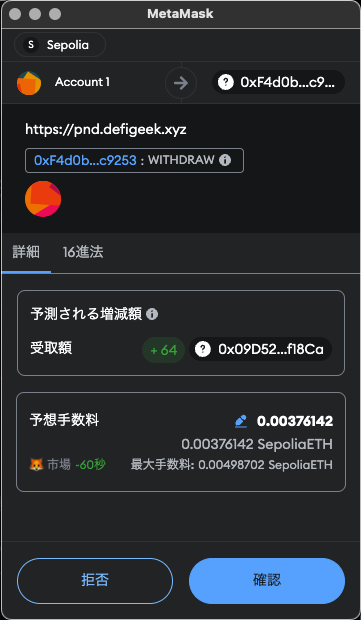 MetaMask
S Sepolia
Account 1 ? 0xF4d0b...c9...
https://pnd.defigeek.xyz
0xF4d0b...c9253 : WITHDRAW
詳細 16進法
予測される増減額
受取額 + 64 ? 0x09D52...f18Ca
予想手数料 0.00376142
0.00376142 SepoliaETH
市場 -60秒 最大手数料: 0.00498702 SepoliaETH
拒否 確認